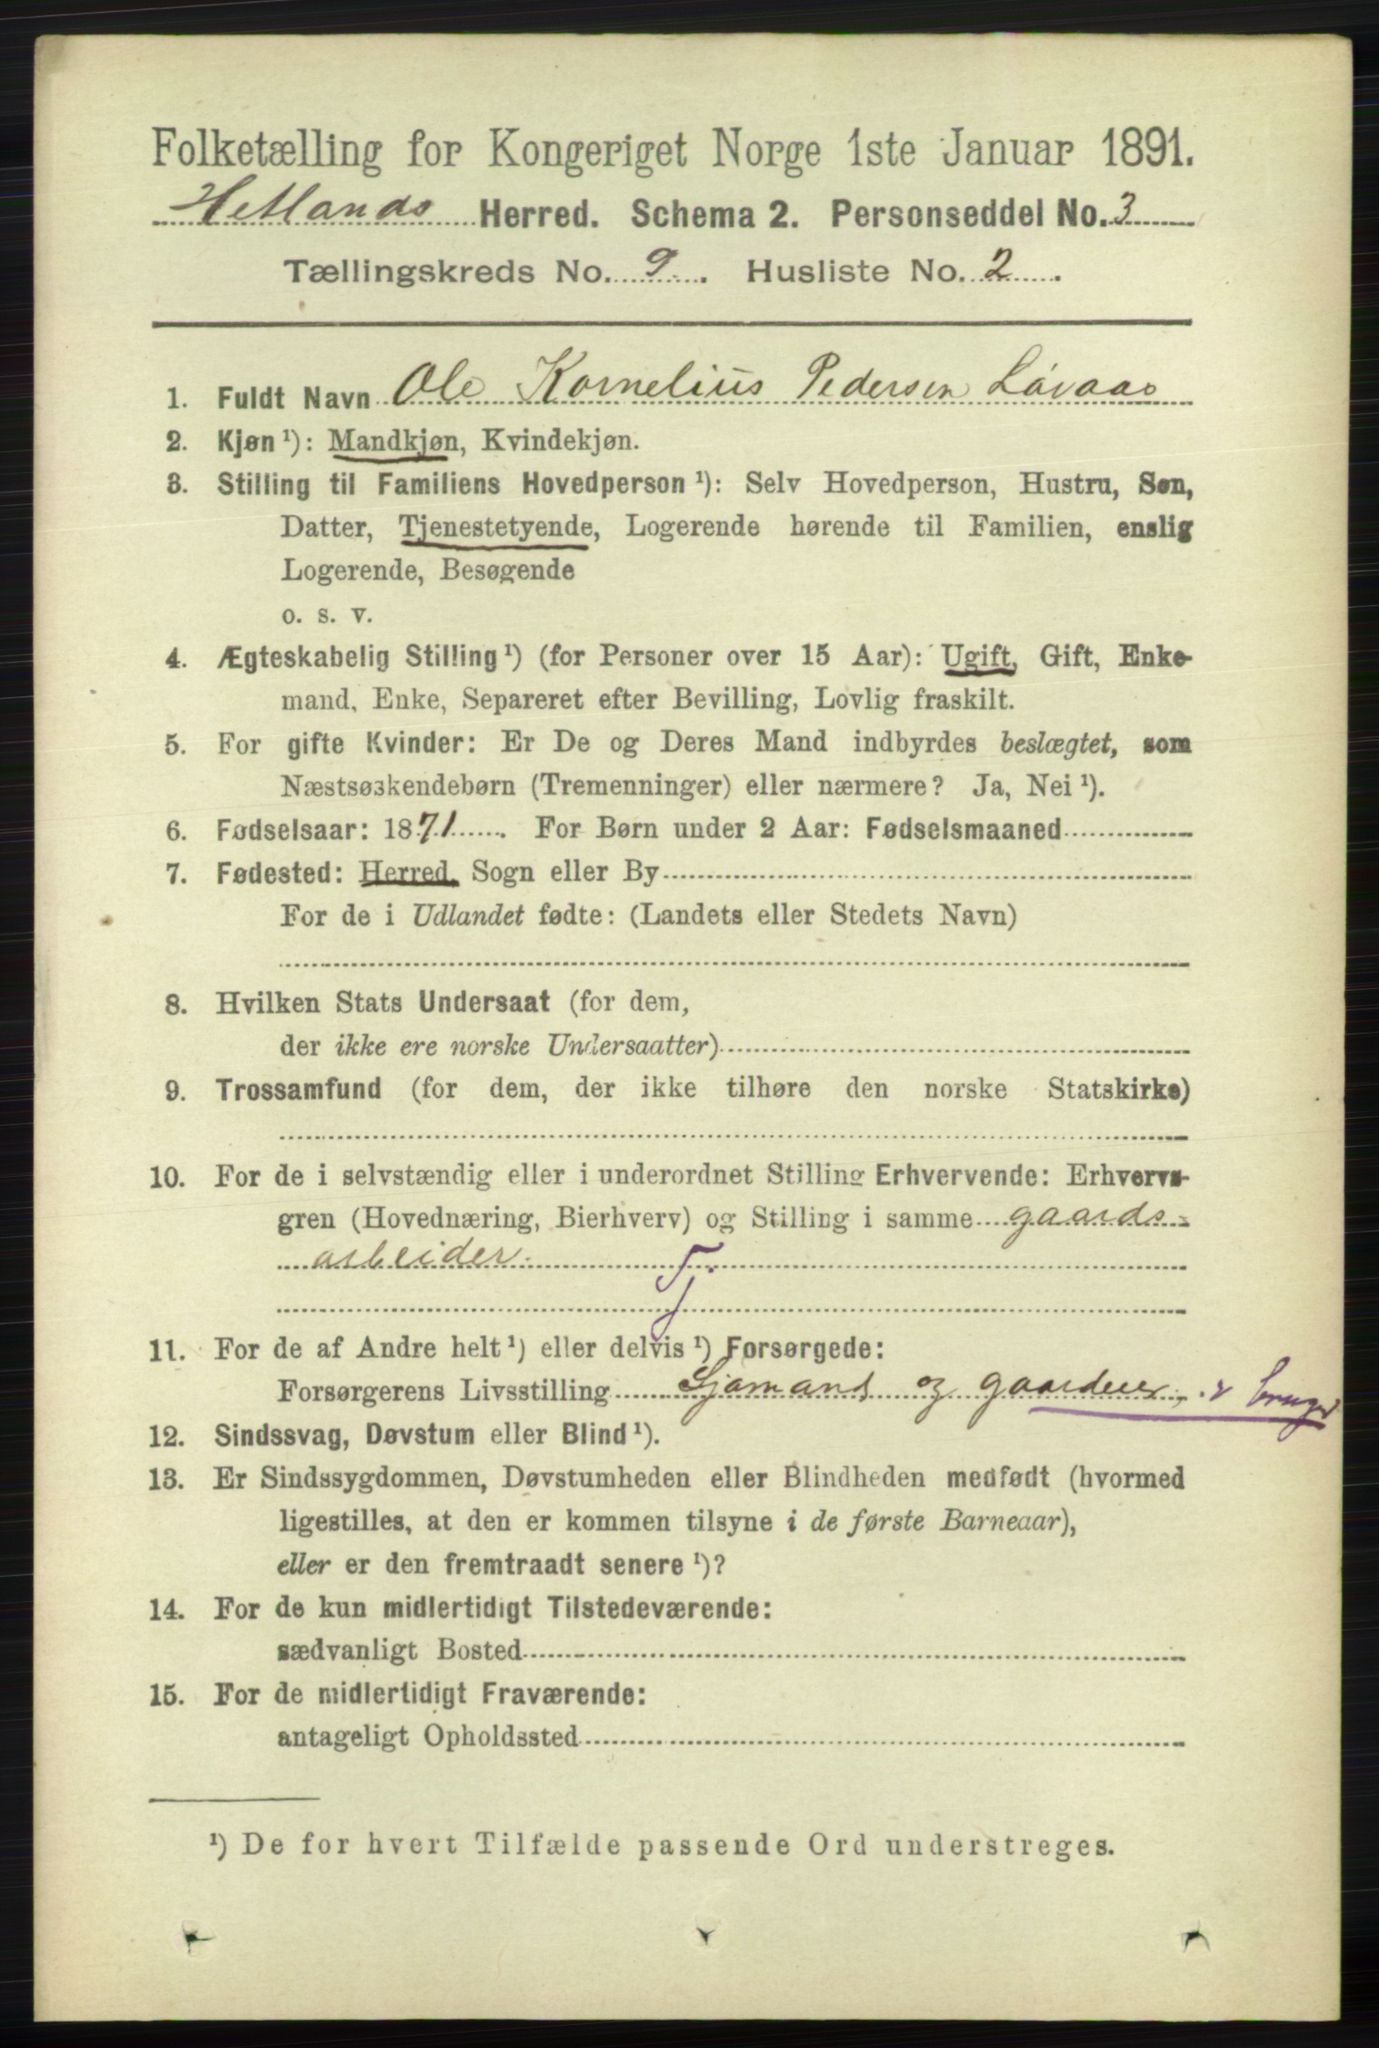 Folketælling for Kongeriget Norge 1ste Januar 1891.
Hetlands Herred. Schema 2. Personseddel No. 3
Tællingskreds No. 9. Husliste No. 2.
1. Fuldt Navn Ole Kornelius Pedersen Løvaas
2. Kjøn ¹): Mandkjøn, Kvindekjøn.
3. Stilling til Familiens Hovedperson ¹): Selv Hovedperson, Hustru, Søn,
Datter, Tjenestetyende, Logerende hørende til Familien, enslig
Logerende, Besøgende
o. s. v.
4. Ægteskabelig Stilling ¹) (for Personer over 15 Aar): Ugift, Gift, Enke-
mand, Enke, Separeret efter Bevilling, Lovlig fraskilt.
5. For gifte Kvinder: Er De og Deres Mand indbyrdes beslægtet, som
Næstsøskendebørn (Tremenninger) eller nærmere? Ja, Nei ¹).
6. Fødselsaar: 1871. For Børn under 2 Aar: Fødselsmaaned
7. Fødested: Herred, Sogn eller By
For de i Udlandet fødte: (Landets eller Stedets Navn)
8. Hvilken Stats Undersaat (for dem,
der ikke ere norske Undersaatter)
9. Trossamfund (for dem, der ikke tilhøre den norske Statskirke)
10. For de i selvstændig eller i underordnet Stilling Erhvervende: Erhvervs-
gren (Hovednæring, Bierhverv) og Stilling i samme gaards-
arbeider.
Tj.
11. For de af Andre helt ¹) eller delvis ¹) Forsørgede:
Forsørgerens Livsstilling Sjømand og gaardeier bruger
12. Sindssvag, Døvstum eller Blind ¹).
13. Er Sindssygdommen, Døvstumheden eller Blindheden medfødt (hvormed
ligestilles, at den er kommen tilsyne i de første Barneaar),
eller er den fremtraadt senere ¹)?
14. For de kun midlertidigt Tilstedeværende:
sædvanligt Bosted
15. For de midlertidigt Fraværende:
antageligt Opholdssted
¹) De for hvert Tilfælde passende Ord understreges.